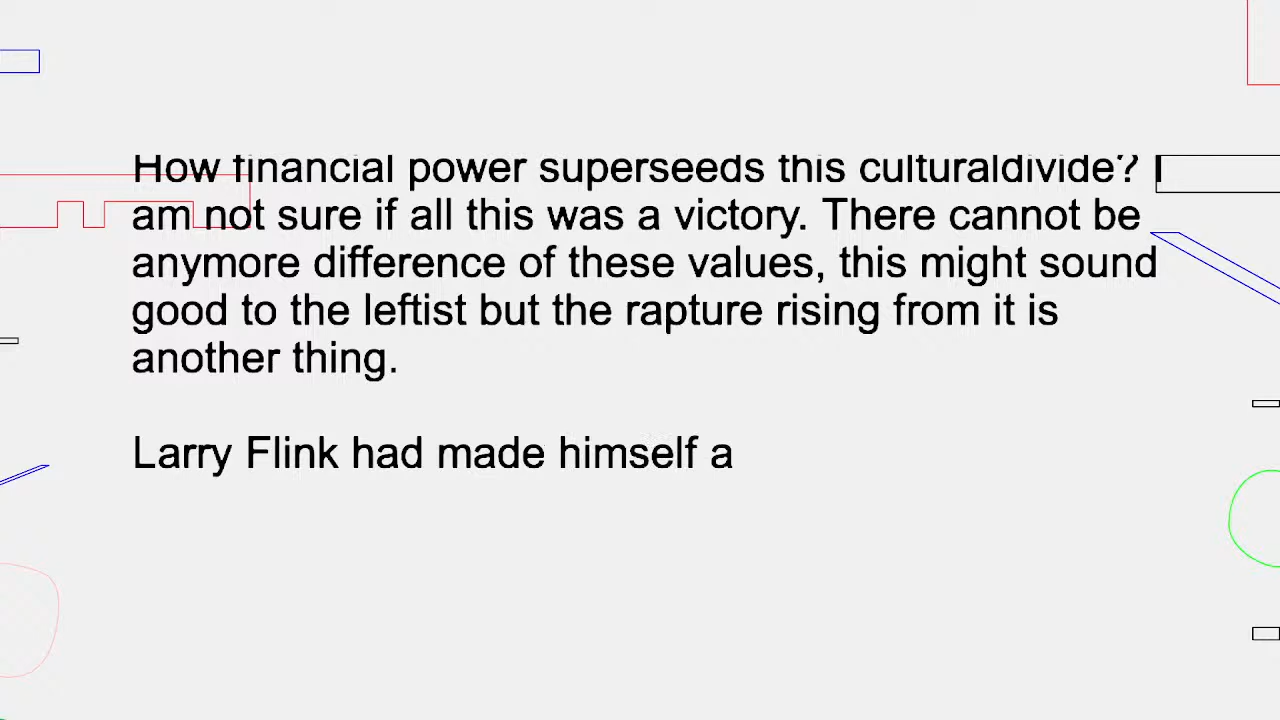 How financial power superseeds this culturaldivide? I
am not sure if all this was a victory. There cannot be
anymore difference of these values, this might sound
good to the leftist but the rapture rising from it is
another thing.
Larry Flink had made himself a